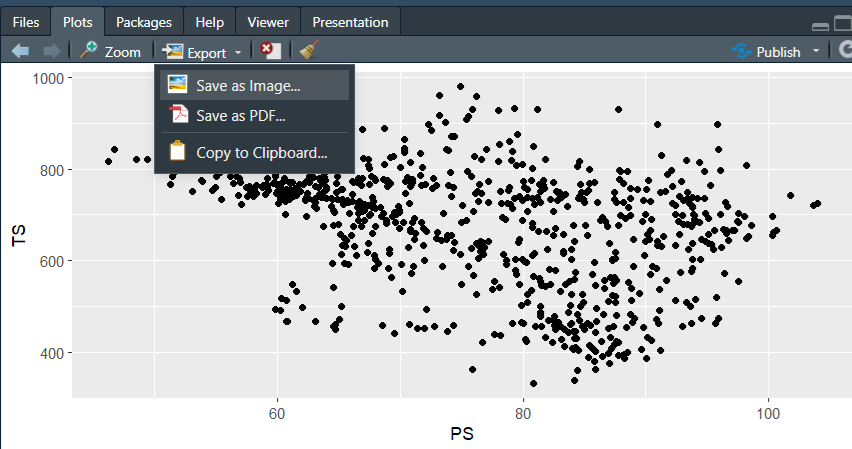 Files Plots Packages Help Viewer Presentation
Zoom Export Publish
Save as Image...
Save as PDF...
Copy to Clipboard...
1000
800
600
400
TS
60 80 100
PS